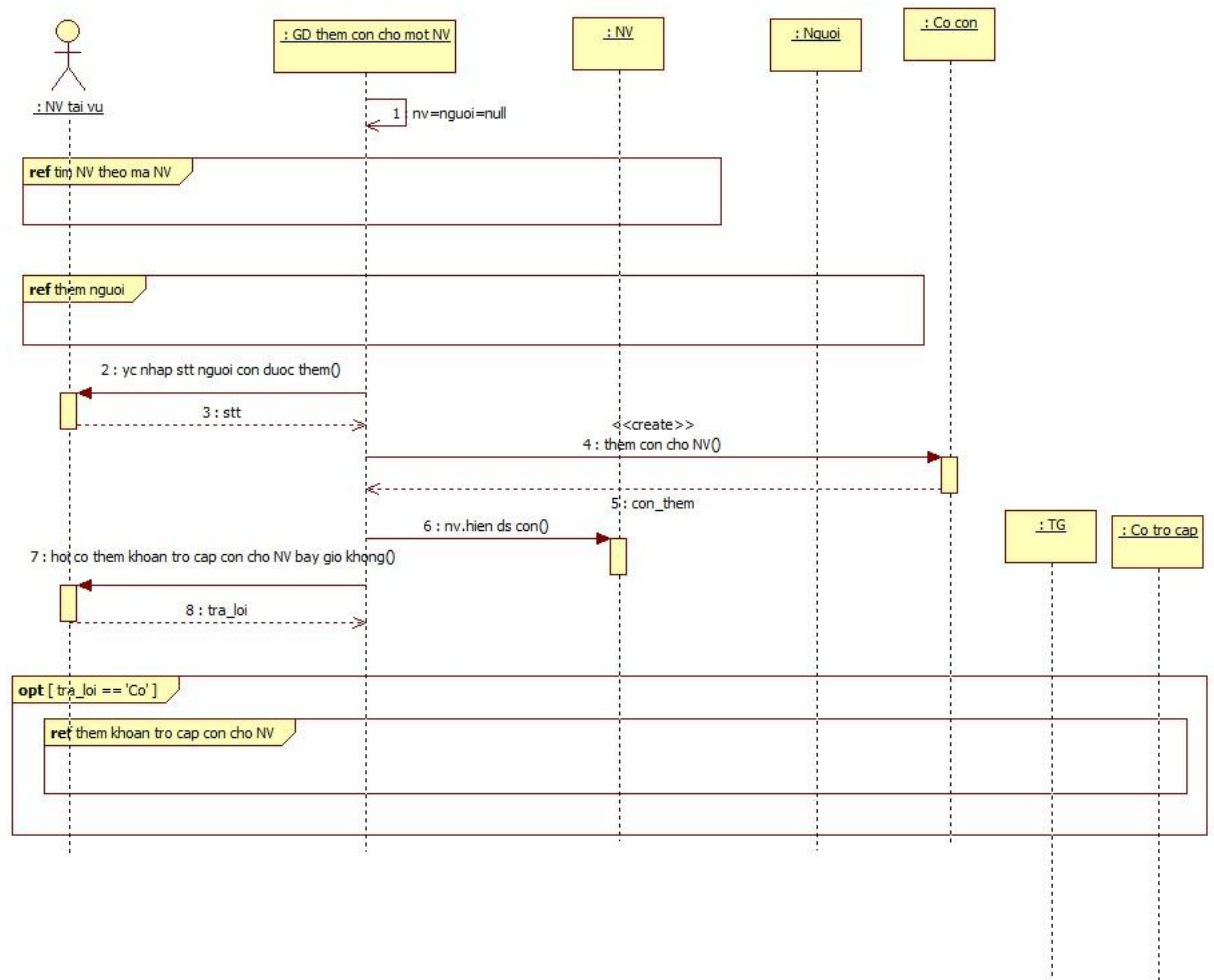 : NV tai vu
: GD them con cho mot NV
: NV
: Nguoi
: Co con
1 : nv=nguoi=null
ref tim NV theo ma NV
ref them nguoi
2 : yc nhap stt nguoi con duoc them()
3 : stt
<<create>>
4 : them con cho NV()
5 : con_them
6 : nv.hien ds con()
: TG
: Co tro cap
7 : hoi co them khoan tro cap con cho NV bay gio khong()
8 : tra_loi
opt [ tra_loi == 'Co' ]
ref them khoan tro cap con cho NV